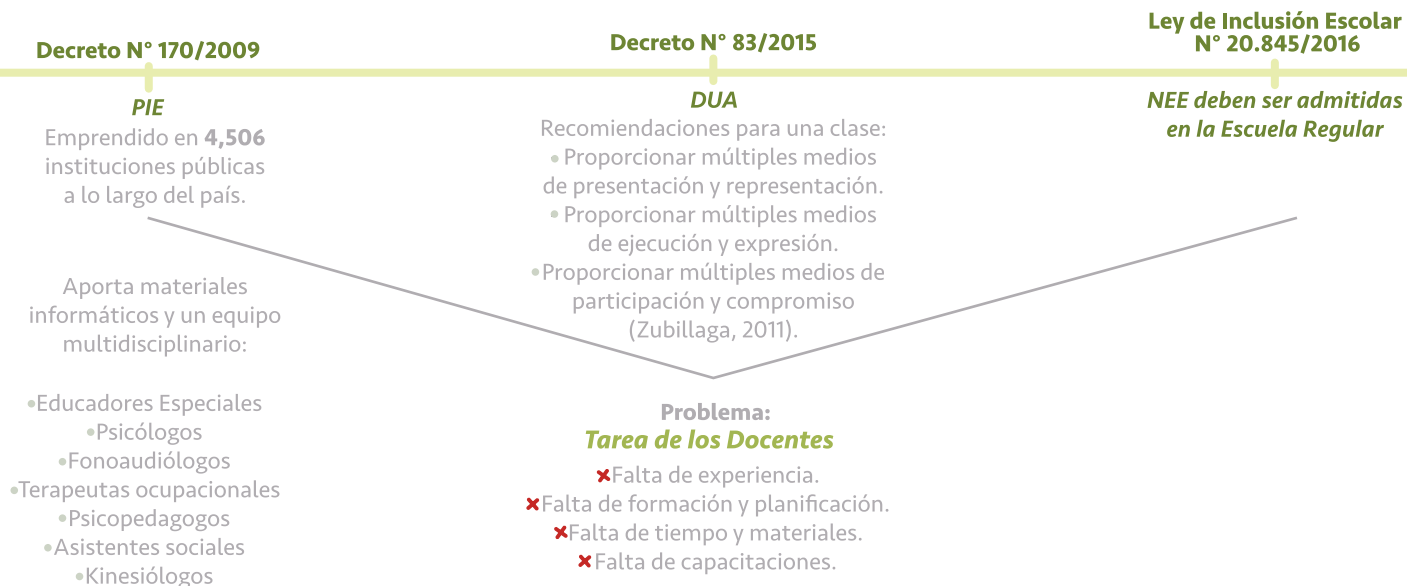 Decreto N° 170/2009
PIE
Emprendido en 4,506
instituciones públicas
a lo largo del país.
Aporta materiales
informáticos y un equipo
multidisciplinario:
•Educadores Especiales
•Psicólogos
•Fonoaudiólogos
•Terapeutas ocupacionales
•Psicopedagogos
•Asistentes sociales
•Kinesiólogos
Decreto N° 83/2015
DUA
Recomiendaciones para una clase:
• Proporcionar múltiples medios
de presentación y representación.
• Proporcionar múltiples medios
de ejecución y expresión.
•Proporcionar múltiples medios de
participación y compromiso
(Zubillaga, 2011).
Problema:
Tarea de los Docentes
×Falta de experiencia.
×Falta de formación y planificación.
×Falta de tiempo y materiales.
×Falta de capacitaciones.
Ley de Inclusión Escolar
N° 20.845/2016
NEE deben ser admitidas
en la Escuela Regular